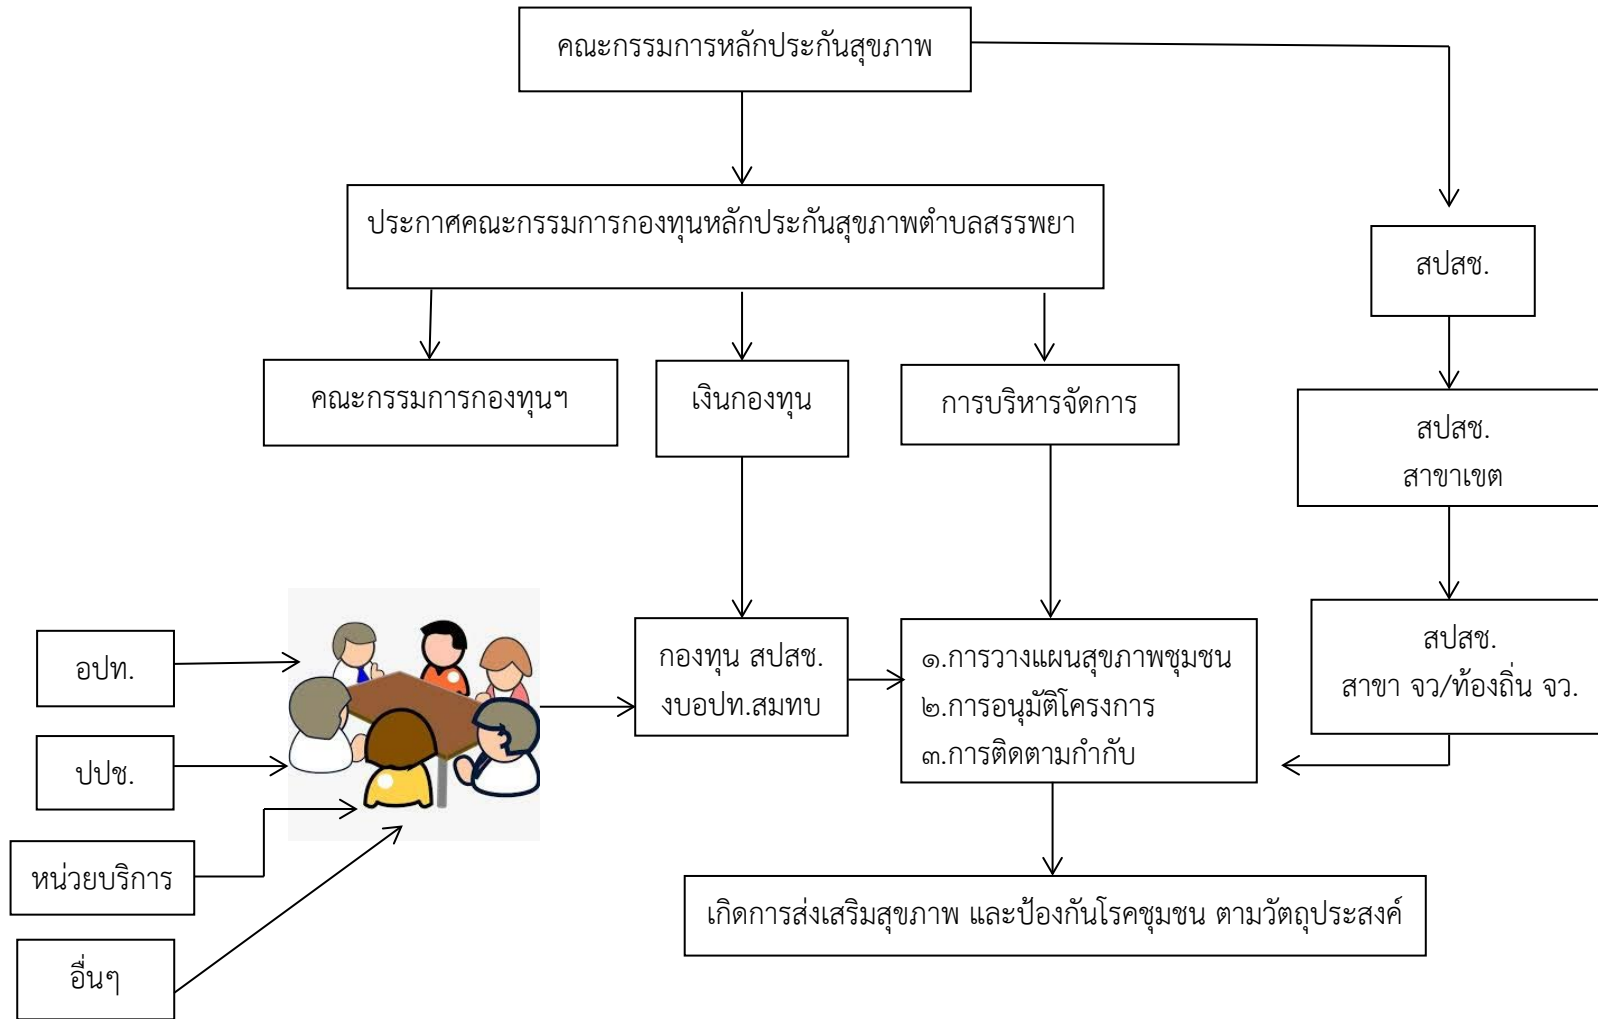 คณะกรรมการหลักประกันสุขภาพ
ประกาศคณะกรรมการกองทุนหลักประกันสุขภาพตำบลสรรพยา
สปสช.
คณะกรรมการกองทุนฯ
เงินกองทุน
การบริหารจัดการ
สปสช.
สาขาเขต
อปท.
ปปช.
หน่วยบริการ
อื่นๆ
กองทุน สปสช.
งบอปท.สมทบ
๑.การวางแผนสุขภาพชุมชน
๒.การอนุมัติโครงการ
๓.การติดตามกำกับ
สปสช.
สาขา จว/ท้องถิ่น จว.
เกิดการส่งเสริมสุขภาพ และป้องกันโรคชุมชน ตามวัตถุประสงค์